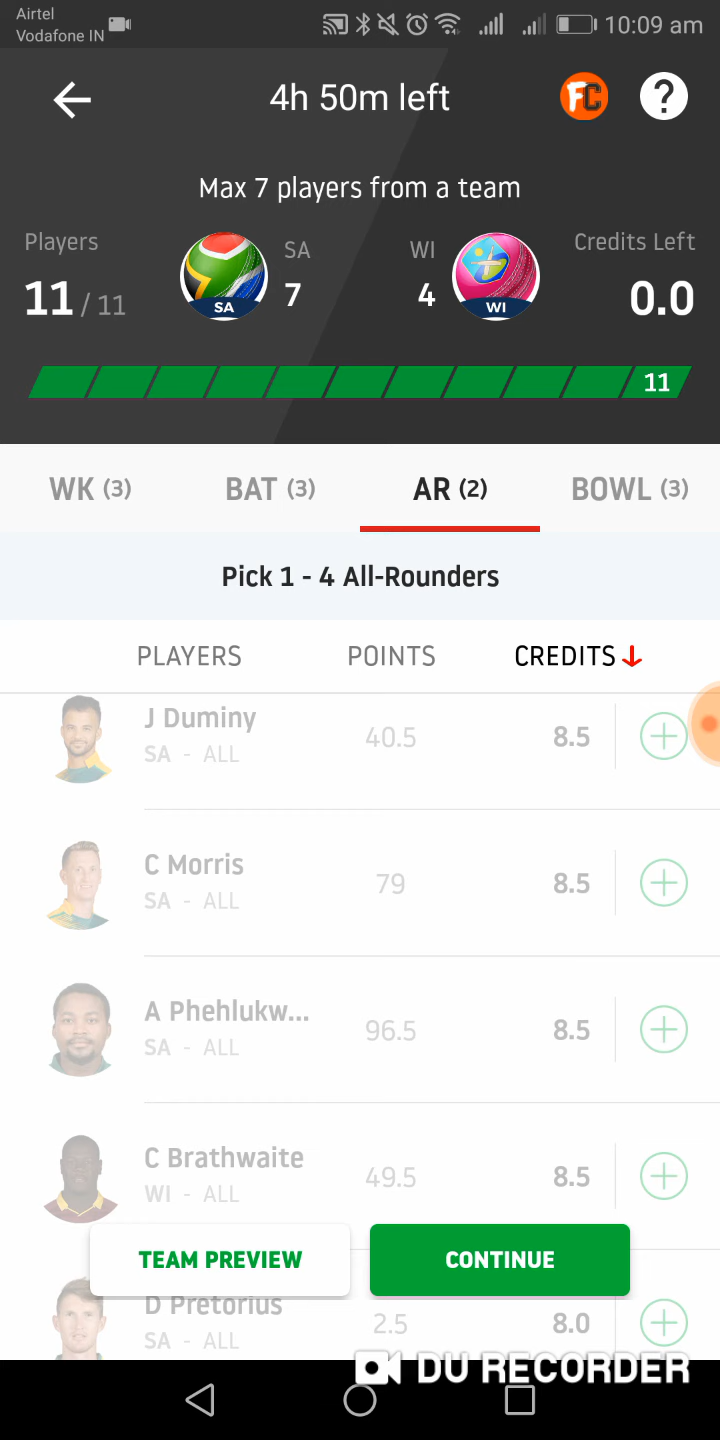 Airtel
Vodafone IN
10:09 am
4h 50m left
FC
?
Max 7 players from a team
Players
SA
WI
Credits Left
11 / 11
SA
7
4
WI
0.0
11
WK (3)
BAT (3)
AR (2)
BOWL (3)
Pick 1 - 4 All-Rounders
PLAYERS
POINTS
CREDITS
J Duminy
SA - ALL
40.5
8.5
C Morris
SA - ALL
79
8.5
A Phehlukw...
SA - ALL
96.5
8.5
C Brathwaite
WI - ALL
49.5
8.5
TEAM PREVIEW
CONTINUE
D Pretorius
SA - ALL
2.5
8.0
DU RECORDER